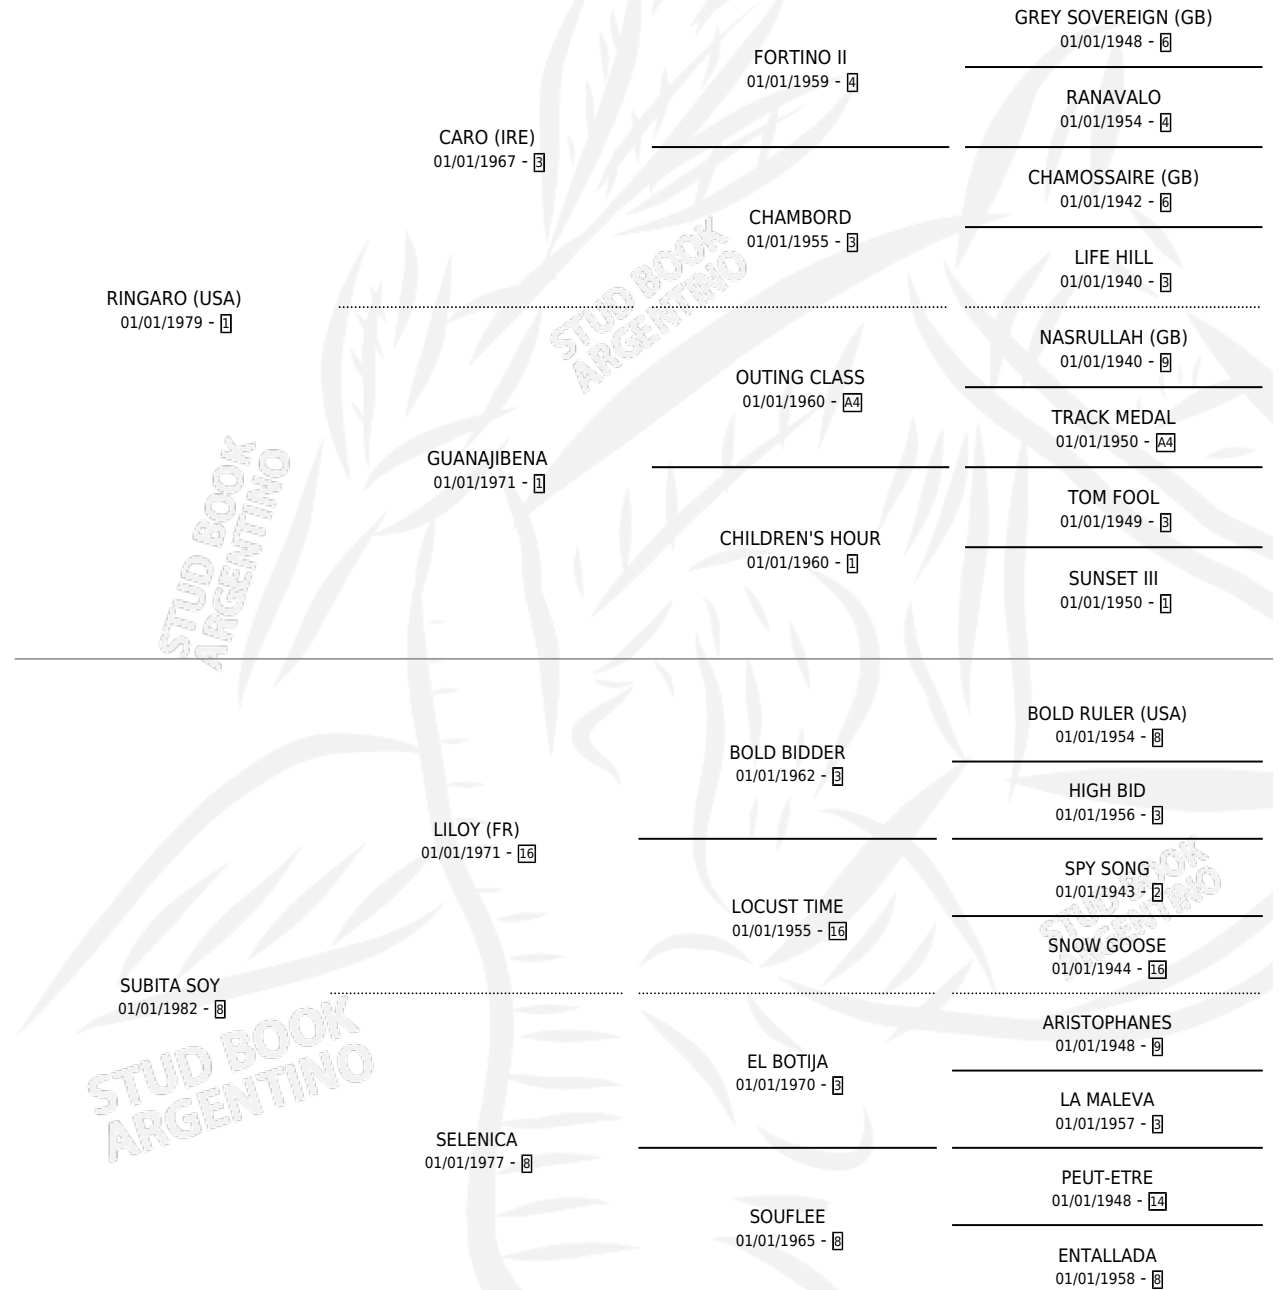 GREY SOVEREIGN (GB)
01/01/1948 - 6
FORTINO II
01/01/1959 - 4
RANAVALO
01/01/1954 - 4
CARO (IRE)
01/01/1967 - 3
CHAMOSSAIRE (GB)
01/01/1942 - 6
CHAMBORD
01/01/1955 - 3
LIFE HILL
01/01/1940 - 3
RINGARO (USA)
01/01/1979 - 1
STUD BOOK
ARGENTINO
NASRULLAH (GB)
01/01/1940 - 9
OUTING CLASS
01/01/1960 - A4
TRACK MEDAL
01/01/1950 - A4
GUANAJIBENA
01/01/1971 - 1
TOM FOOL
01/01/1949 - 3
CHILDREN'S HOUR
01/01/1960 - 1
SUNSET III
01/01/1950 - 1
STUD BOOK
ARGENTINO
BOLD RULER (USA)
01/01/1954 - 8
BOLD BIDDER
01/01/1962 - 3
HIGH BID
01/01/1956 - 3
LILOY (FR)
01/01/1971 - 16
SPY SONG
01/01/1943 - 2
LOCUST TIME
01/01/1955 - 16
STUD BOOK
ARGENTINO
SNOW GOOSE
01/01/1944 - 16
SUBITA SOY
01/01/1982 - 8
STUD BOOK
ARGENTINO
ARISTOPHANES
01/01/1948 - 9
EL BOTIJA
01/01/1970 - 3
LA MALEVA
01/01/1957 - 3
SELENICA
01/01/1977 - 8
PEUT-ETRE
01/01/1948 - 14
SOUFLEE
01/01/1965 - 8
ENTALLADA
01/01/1958 - 8